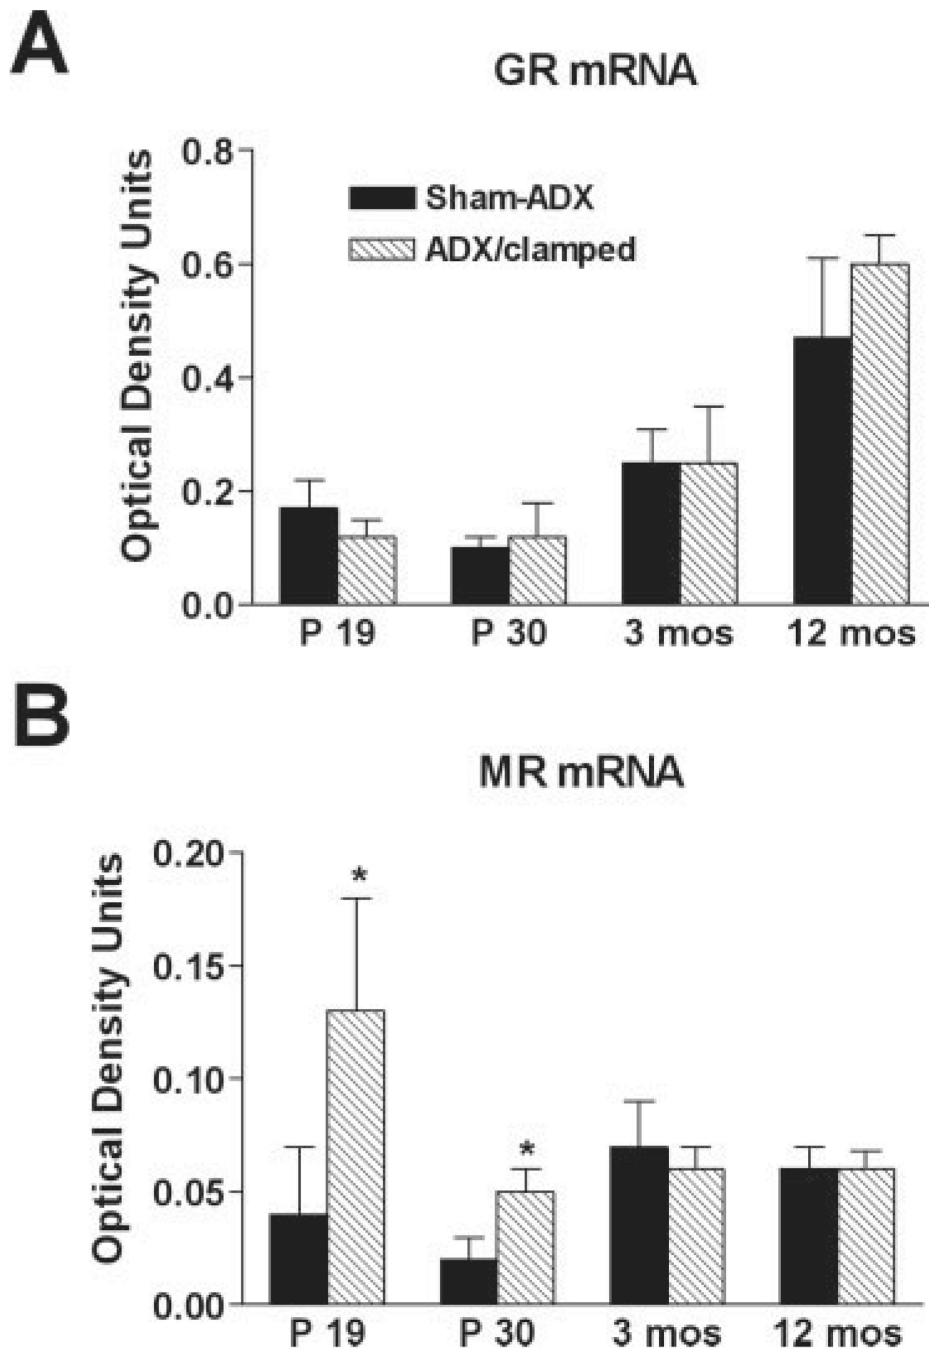 A
GR mRNA
Optical Density Units
0.8
0.6
0.4
0.2
0.0
Sham-ADX
ADX/clamped
P 19 P 30 3 mos 12 mos
B
MR mRNA
Optical Density Units
0.20
0.15
0.10
0.05
0.00
*
*
P 19 P 30 3 mos 12 mos